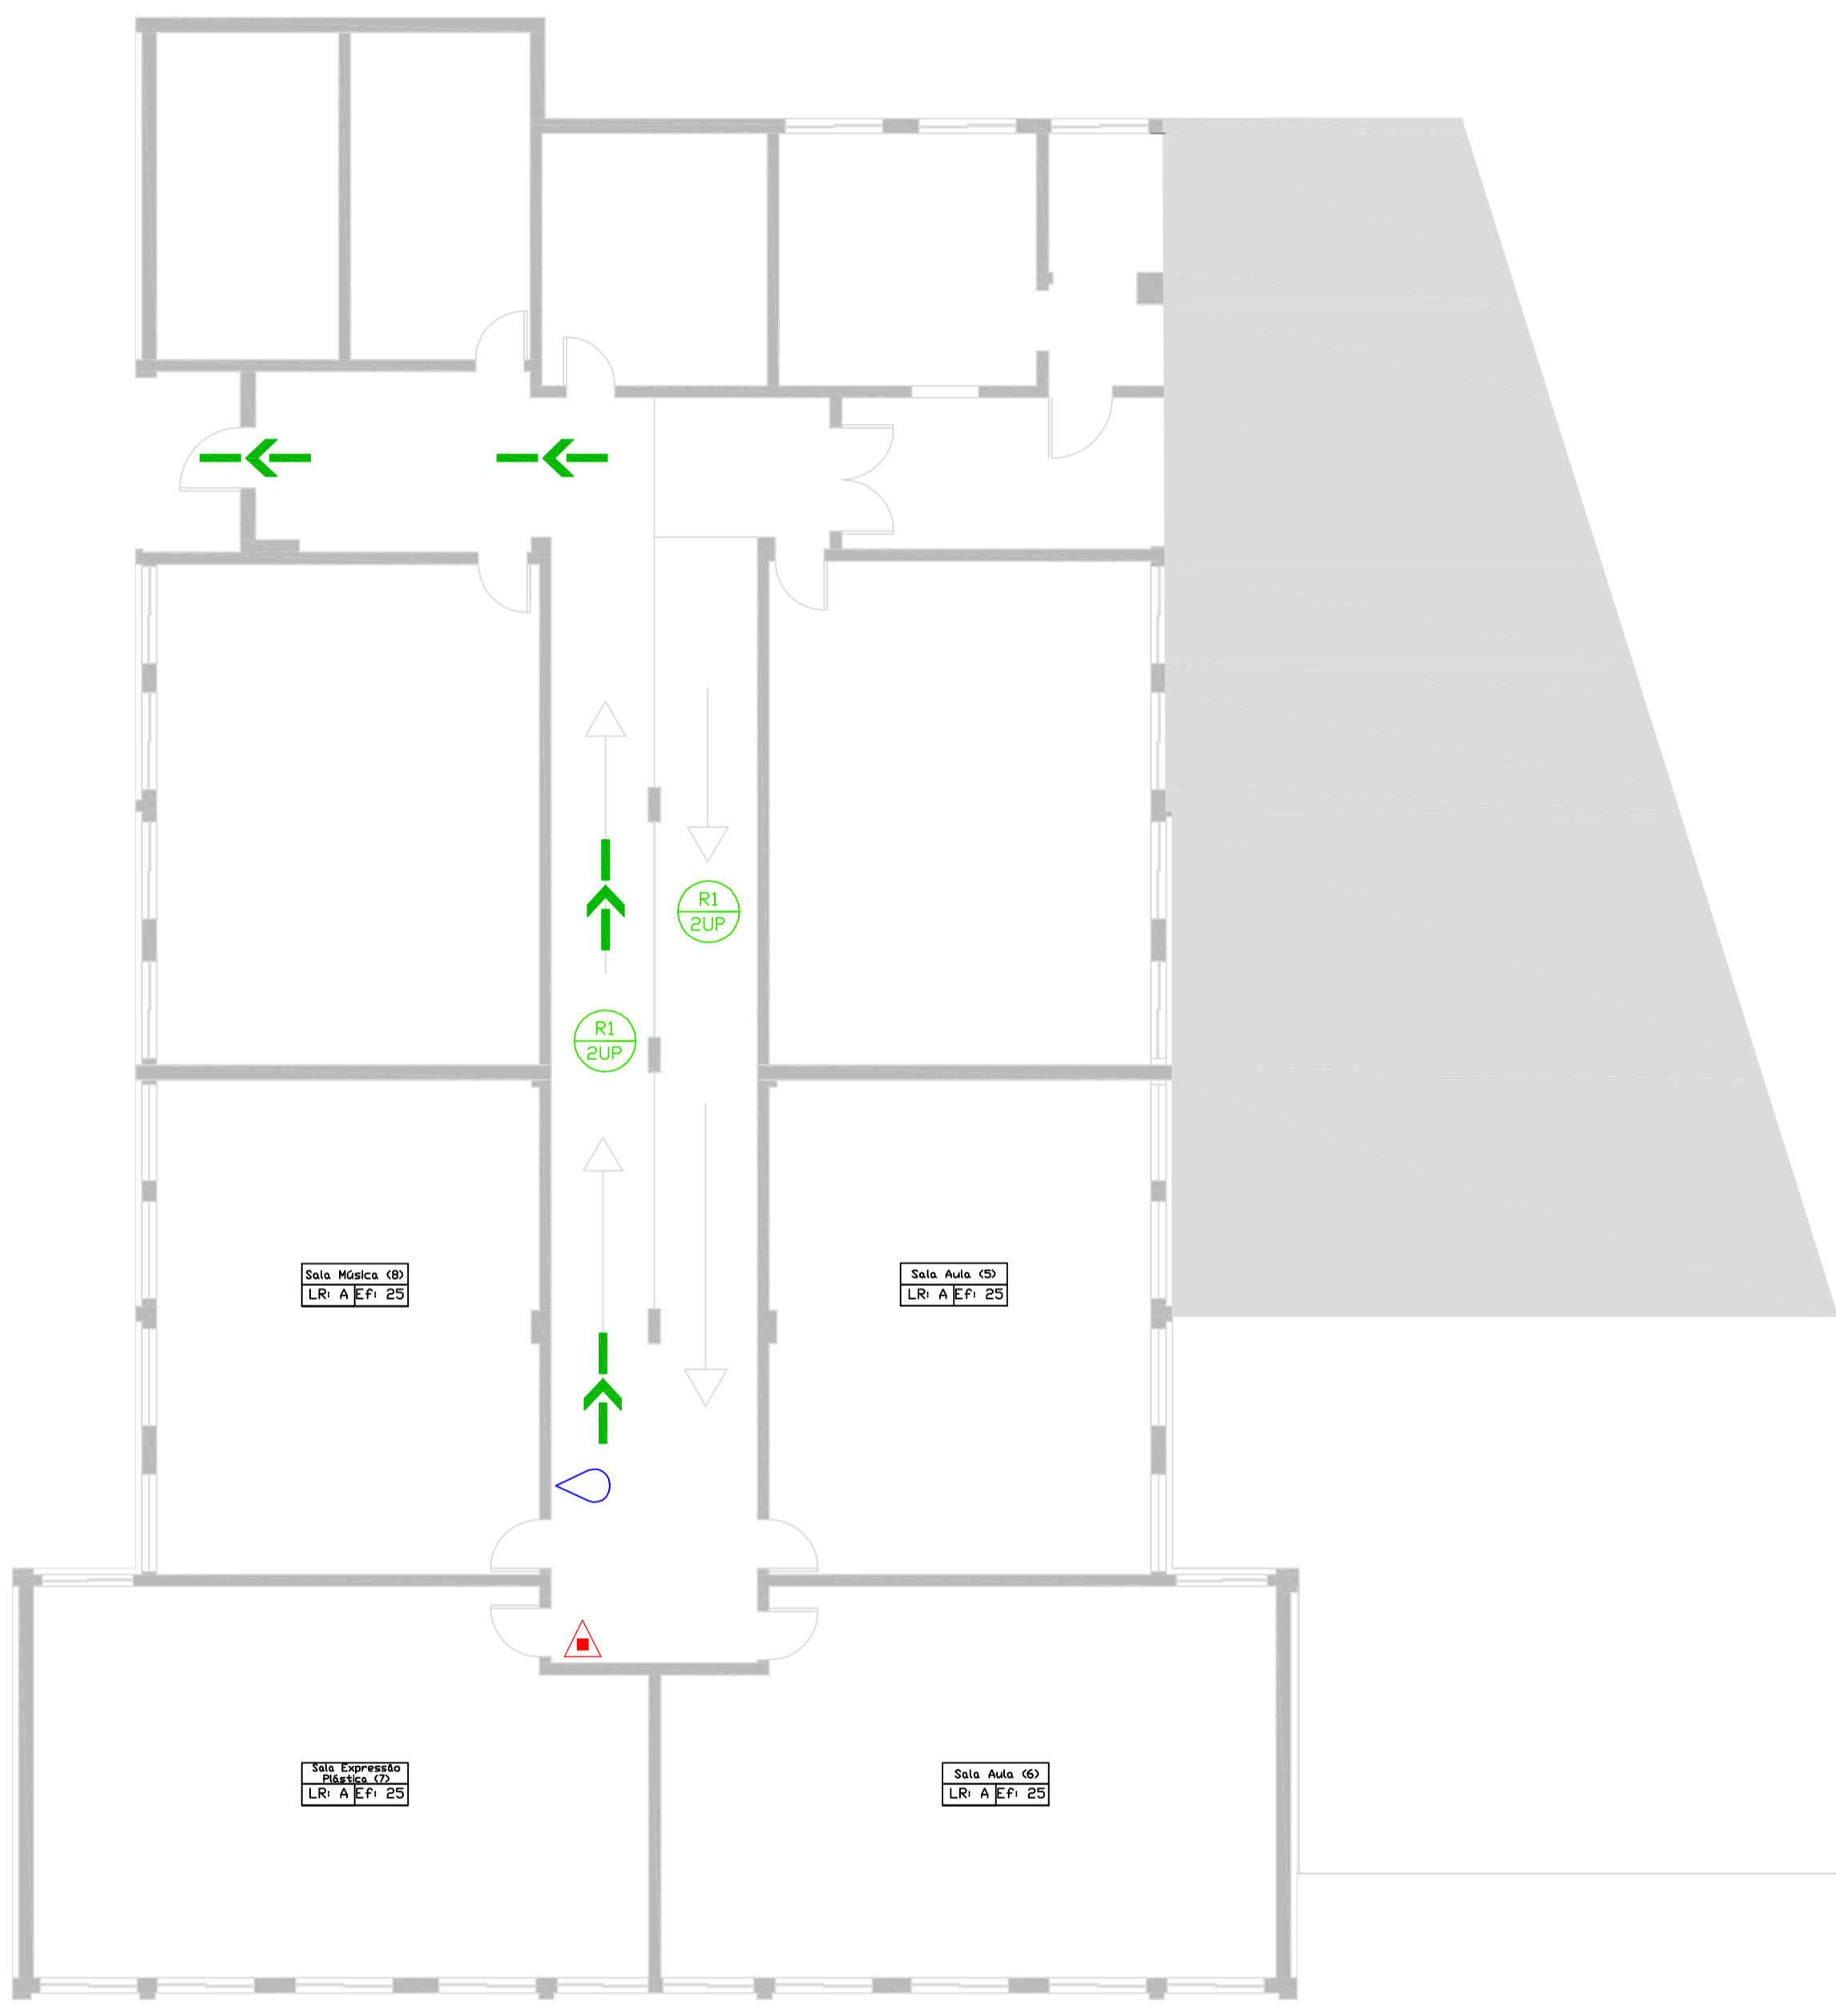 R1
2UP
R1
2UP
Sala Música (8)
LR: A Ef: 25
Sala Aula (5)
LR: A Ef: 25
Sala Expressão
Plástica (7)
LR: A Ef: 25
Sala Aula (6)
LR: A Ef: 25